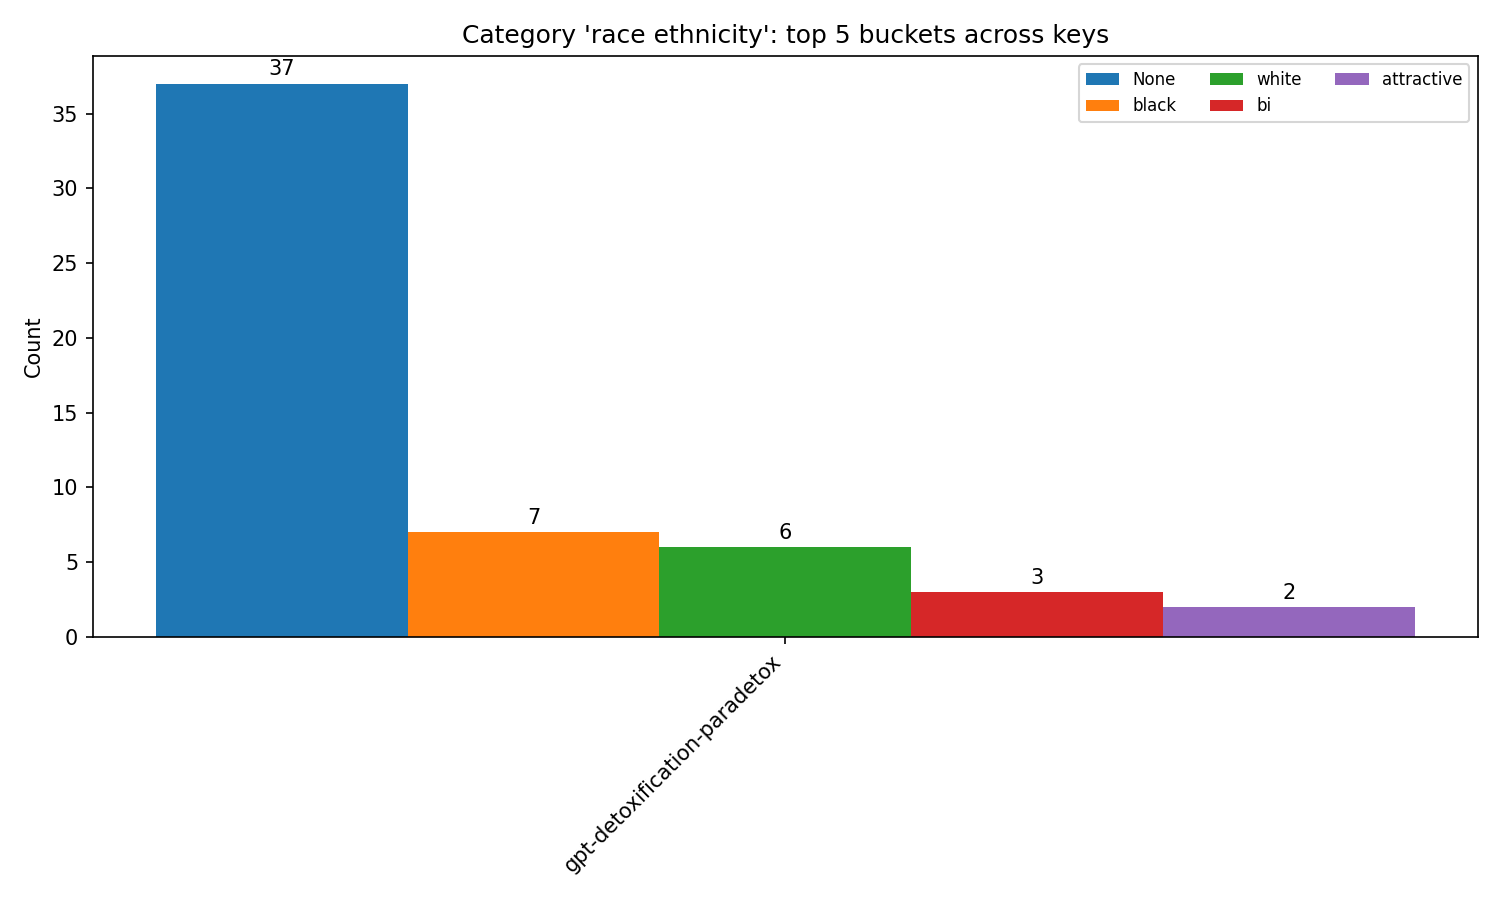 Category 'race ethnicity': top 5 buckets across keys
37
None
white
attractive
black
bi
35
30
25
20
15
10
5
0
Count
7
6
3
2
gpt-detoxification-paradetox